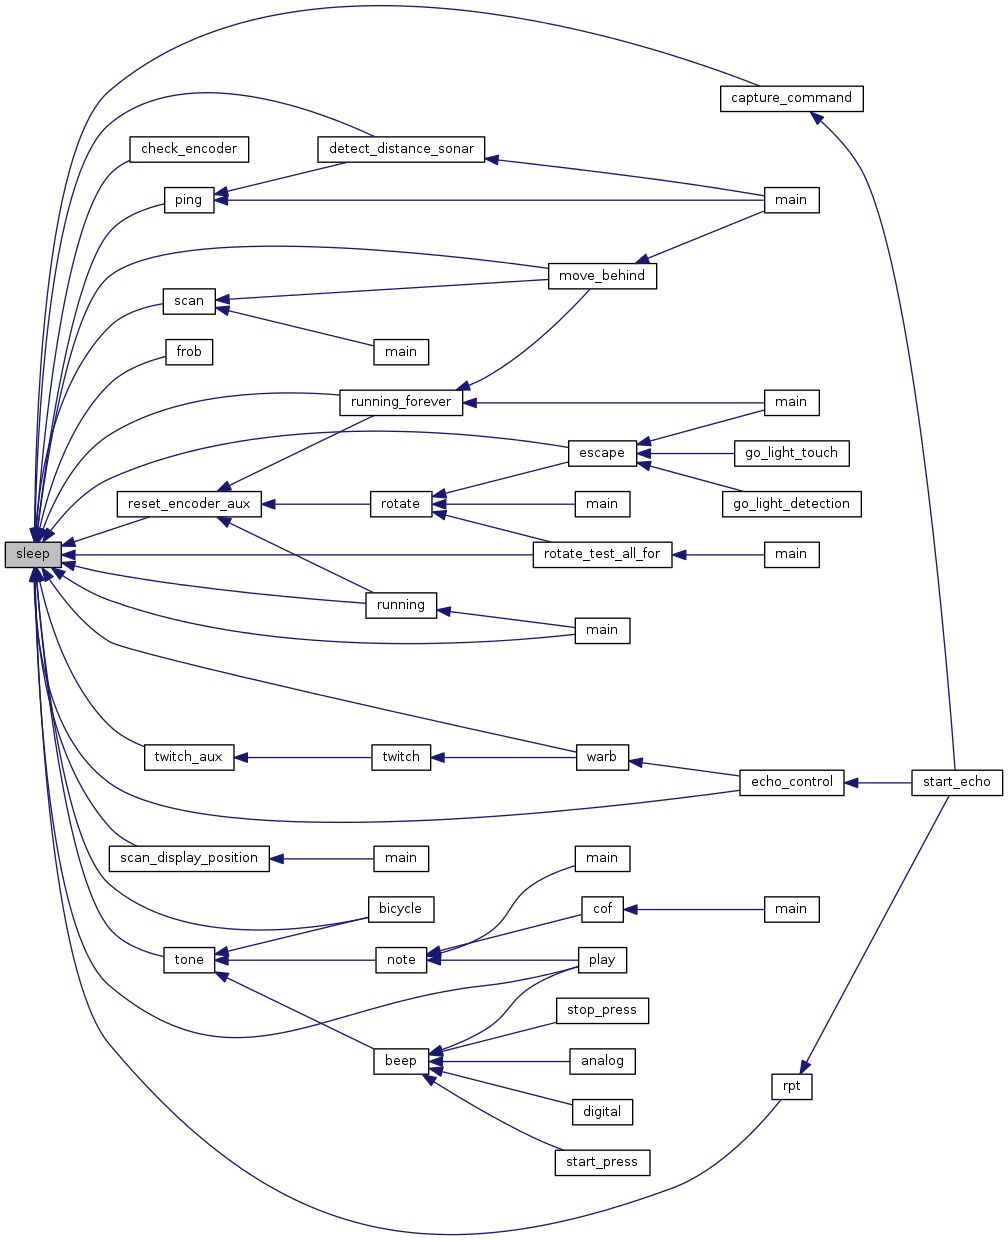 capture_command
check_encoder
detect_distance_sonar
ping
main
move_behind
scan
frob
main
running_forever
main
escape
go_light_touch
reset_encoder_aux
rotate
main
go_light_detection
sleep
rotate_test_all_for
main
running
main
twitch_aux
twitch
warb
echo_control
start_echo
scan_display_position
main
main
bicycle
cof
main
tone
note
play
stop_press
beep
analog
rpt
digital
start_press